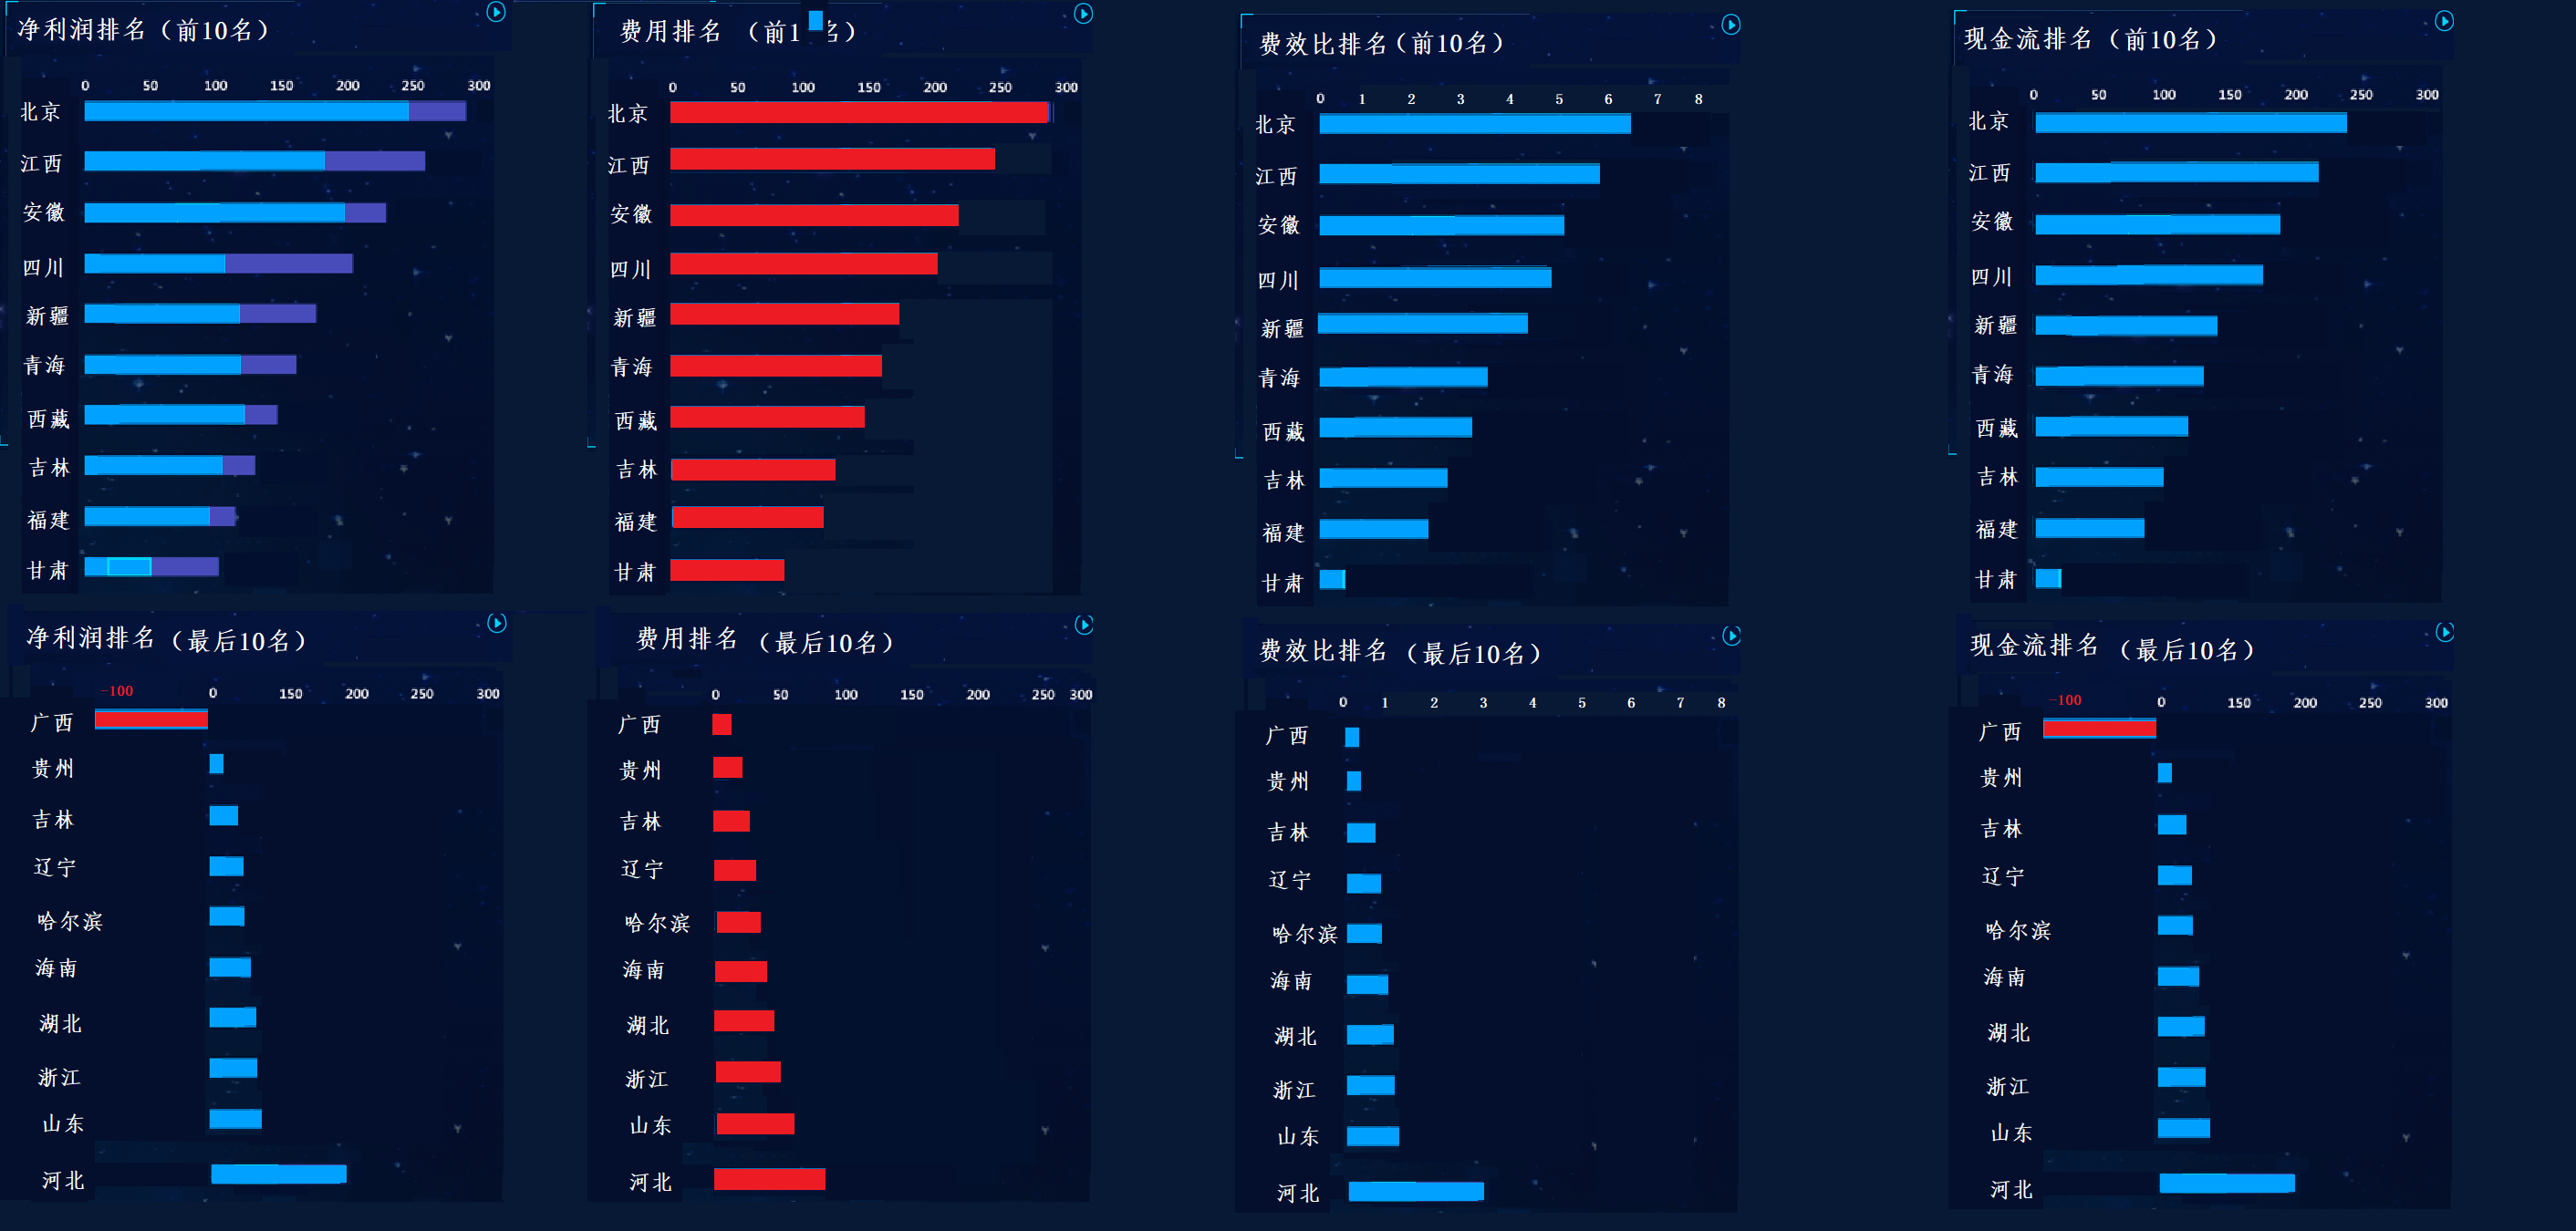 净利润排名（前10名）
0 50 100 150 200 250 300
北京
江西
安徽
四川
新疆
青海
西藏
吉林
福建
甘肃
费用排名 （前1 名）
0 50 100 150 200 250 300
北京
江西
安徽
四川
新疆
青海
西藏
吉林
福建
甘肃
费效比排名（前10名）
0 1 2 3 4 5 6 7 8
北京
江西
安徽
四川
新疆
青海
西藏
吉林
福建
甘肃
现金流排名（前10名）
0 50 100 150 200 250 300
北京
江西
安徽
四川
新疆
青海
西藏
吉林
福建
甘肃
净利润排名（最后10名）
-100 0 150 200 250 300
广西
贵州
吉林
辽宁
哈尔滨
海南
湖北
浙江
山东
河北
费用排名（最后10名）
0 50 100 150 200 250 300
广西
贵州
吉林
辽宁
哈尔滨
海南
湖北
浙江
山东
河北
费效比排名（最后10名）
0 1 2 3 4 5 6 7 8
广西
贵州
吉林
辽宁
哈尔滨
海南
湖北
浙江
山东
河北
现金流排名（最后10名）
-100 0 150 200 250 300
广西
贵州
吉林
辽宁
哈尔滨
海南
湖北
浙江
山东
河北